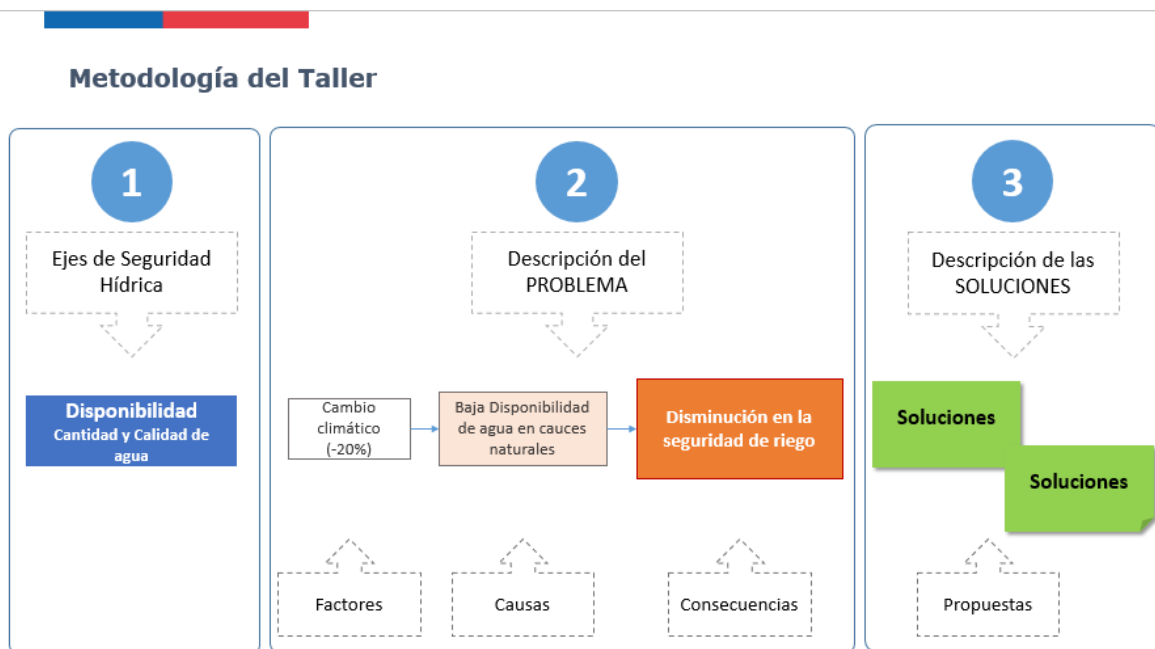 Metodología del Taller
1
Ejes de Seguridad
Hídrica
Disponibilidad
Cantidad y Calidad de
agua
2
Descripción del
PROBLEMA
Cambio
climático
(-20%)
Baja Disponibilidad
de agua en cauces
naturales
Disminución en la
seguridad de riego
Factores
Causas
Consecuencias
3
Descripción de las
SOLUCIONES
Soluciones
Soluciones
Propuestas